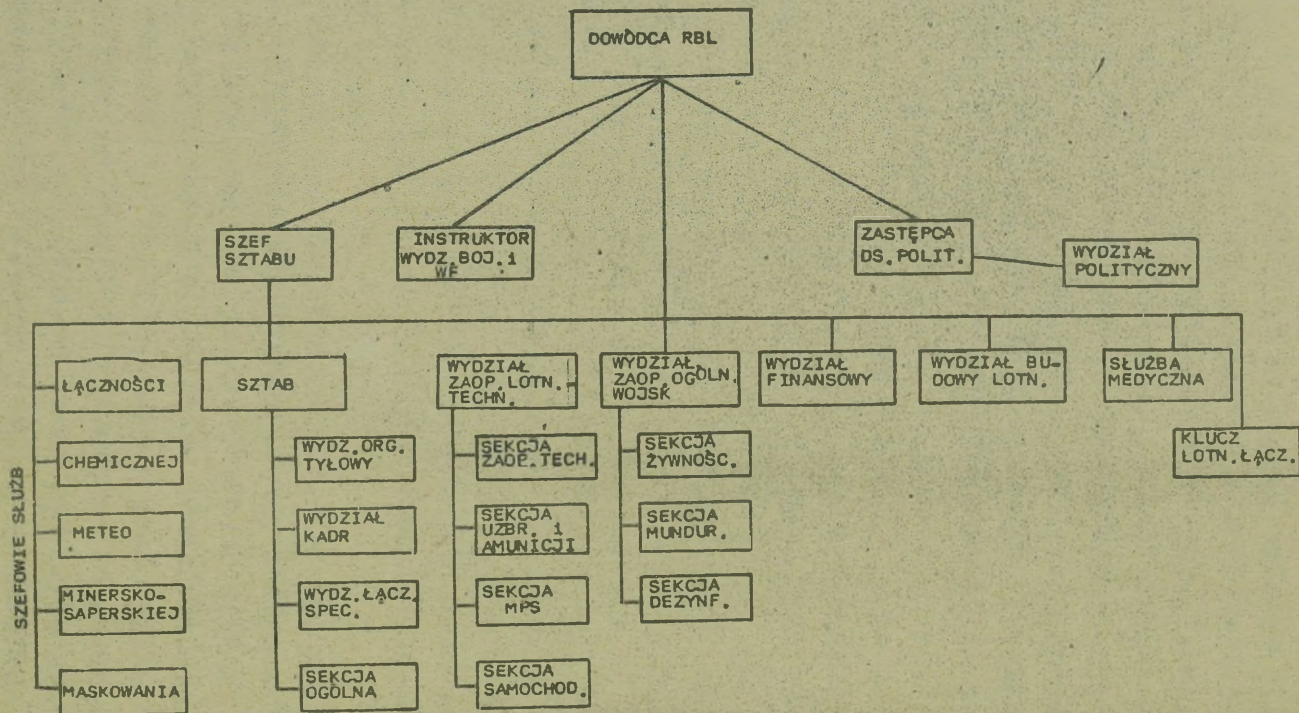 DOWÓDCA RBL
SZEF
SZTABU
INSTRUKTOR
WYDZ.BOJ.i
WF
ZASTĘPCA
DS.POLIT.
WYDZIAŁ
POLITYCZNY
SZEFOWIE SŁUŻB
ŁĄCZNOŚCI
CHEMICZNEJ
METEO
MINERSKO-
SAPERSKIEJ
MASKOWANIA
SZTAB
WYDZ.ORG.
TYŁOWY
WYDZIAŁ
KADR
WYDZ.ŁĄCZ.
SPEC.
SEKCJA
OGÓLNA
WYDZIAŁ
ZAOP.LOTN.-
TECHN.
SEKCJA
ZAOP.TECH.
SEKCJA
UZBR. i
AMUNICJI
SEKCJA
MPS
SEKCJA
SAMOCHOD.
WYDZIAŁ
ZAOP.OGÓLN.
WOJSK
SEKCJA
ŻYWNOŚC.
SEKCJA
MUNDUR.
SEKCJA
DEZYNF.
WYDZIAŁ
FINANSOWY
WYDZIAŁ BU-
DOWY LOTN.
SŁUŻBA
MEDYCZNA
KLUCZ
LOTN.ŁĄCZ.